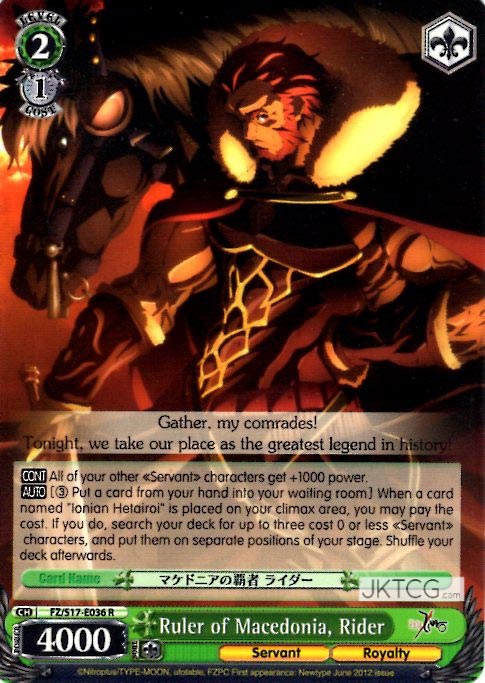 LEVEL
2
1
COST
Gather, my comrades!
Tonight, we take our place as the greatest legend in history!
CONT All of your other «Servant» characters get +1000 power.
AUTO [③ Put a card from your hand into your waiting room] When a card
named "Ionian Hetairoi" is placed on your climax area, you may pay the
cost. If you do, search your deck for up to three cost 0 or less «Servant»
characters, and put them on separate positions of your stage. Shuffle your
deck afterwards.
Card Name
マケドニアの覇者 ライダー
JKTCG.com
CH FZ/S17-E036 R
POWER 4000
Ruler of Macedonia, Rider
Servant Royalty
©Nitroplus/TYPE-MOON, ufotable, FZPC First appearance: Newtype June 2012 issue